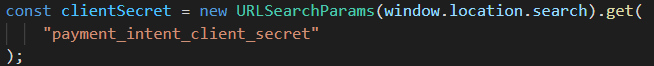 const clientSecret = new URLSearchParams(window.location.search).get(
    "payment_intent_client_secret"
);